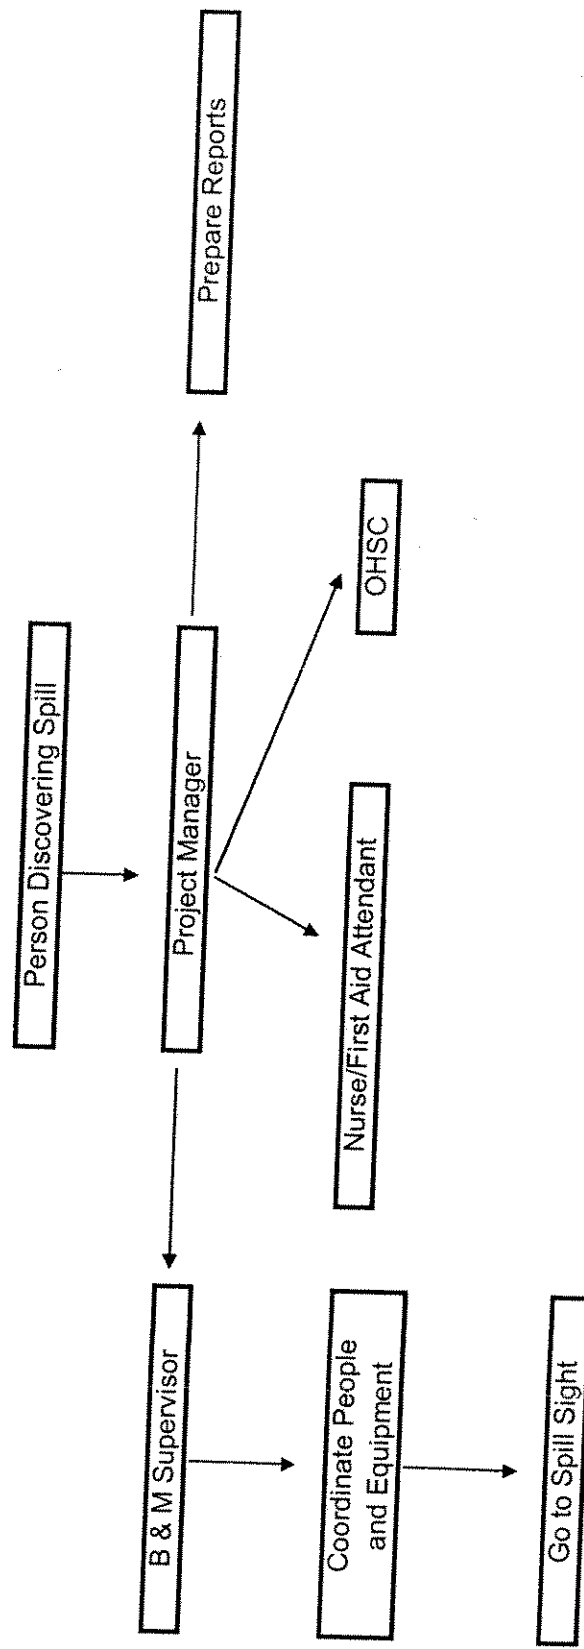 Person Discovering Spill
B & M Supervisor
Project Manager
Prepare Reports
Coordinate People
and Equipment
Nurse/First Aid Attendant
OHSC
Go to Spill Sight